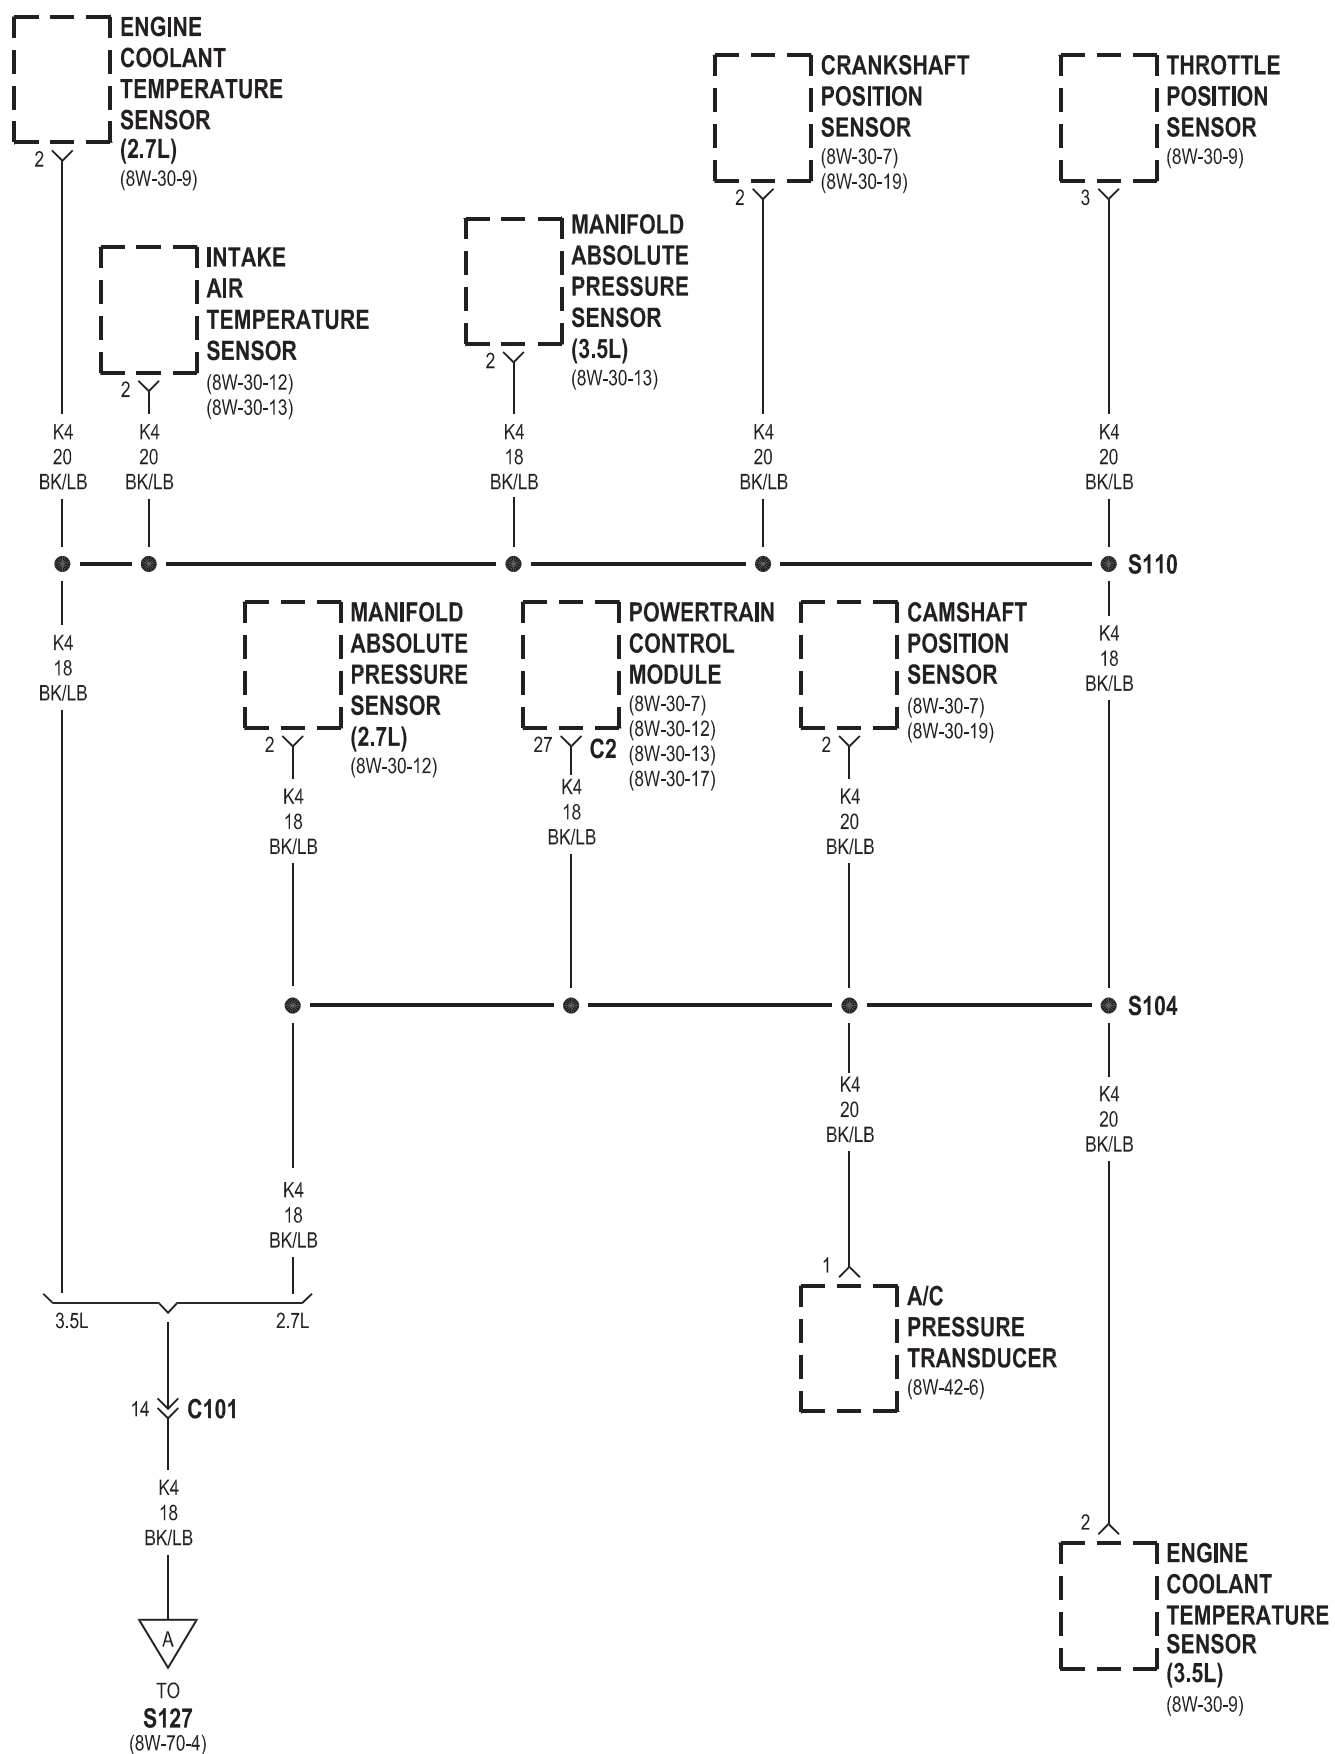 ENGINE
COOLANT
TEMPERATURE
SENSOR
(2.7L)
(8W-30-9)
2
CRANKSHAFT
POSITION
SENSOR
(8W-30-7)
(8W-30-19)
2
THROTTLE
POSITION
SENSOR
(8W-30-9)
3
INTAKE
AIR
TEMPERATURE
SENSOR
(8W-30-12)
(8W-30-13)
2
MANIFOLD
ABSOLUTE
PRESSURE
SENSOR
(3.5L)
(8W-30-13)
2
K4
20
BK/LB
K4
20
BK/LB
K4
18
BK/LB
K4
20
BK/LB
K4
20
BK/LB
S110
K4
18
BK/LB
MANIFOLD
ABSOLUTE
PRESSURE
SENSOR
(2.7L)
(8W-30-12)
2
POWERTRAIN
CONTROL
MODULE
(8W-30-7)
(8W-30-12)
(8W-30-13)
(8W-30-17)
27 C2
CAMSHAFT
POSITION
SENSOR
(8W-30-7)
(8W-30-19)
2
K4
18
BK/LB
K4
18
BK/LB
K4
18
BK/LB
K4
20
BK/LB
S104
K4
20
BK/LB
K4
20
BK/LB
K4
18
BK/LB
3.5L 2.7L
1
A/C
PRESSURE
TRANSDUCER
(8W-42-6)
14 C101
K4
18
BK/LB
2
ENGINE
COOLANT
TEMPERATURE
SENSOR
(3.5L)
(8W-30-9)
A
TO
S127
(8W-70-4)